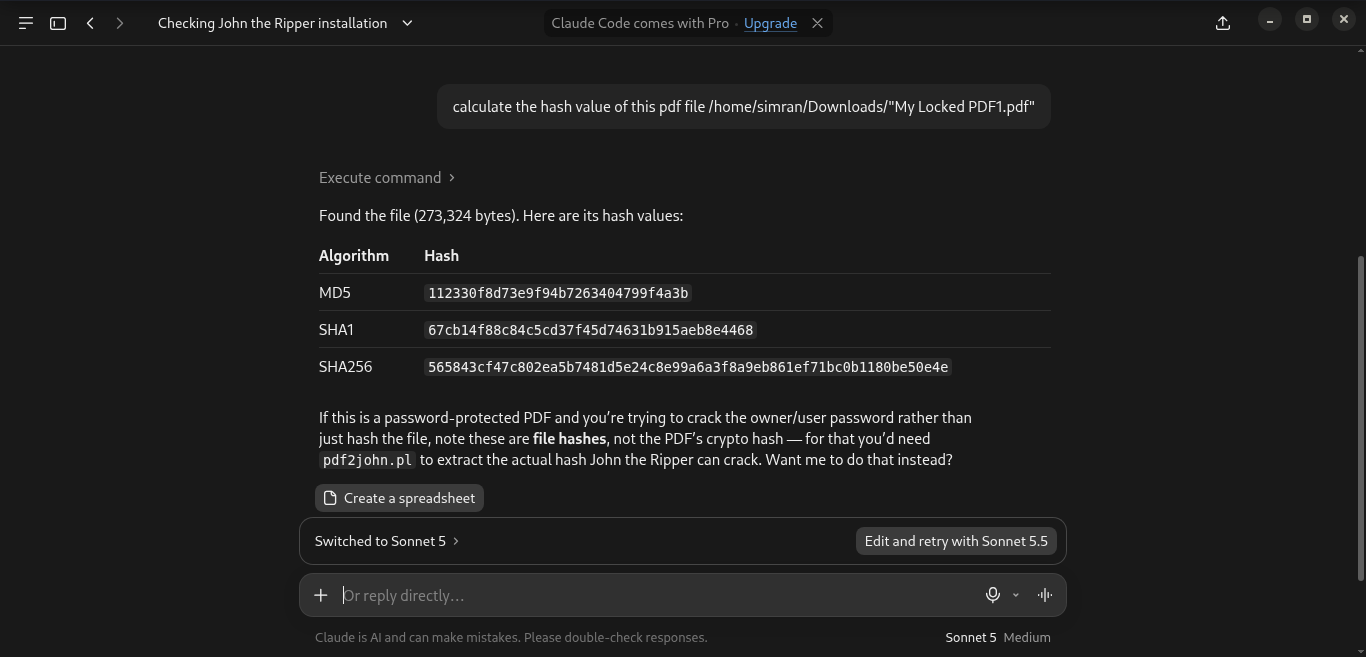 Checking John the Ripper installation
Claude Code comes with Pro · Upgrade
calculate the hash value of this pdf file /home/simran/Downloads/"My Locked PDF1.pdf"
Execute command
Found the file (273,324 bytes). Here are its hash values:
Algorithm Hash
MD5 112330f8d73e9f94b7263404799f4a3b
SHA1 67cb14f88c84c5cd37f45d74631b915aeb8e4468
SHA256 565843cf47c802ea5b7481d5e24c8e99a6a3f8a9eb861ef71bc0b1180be50e4e
If this is a password-protected PDF and you're trying to crack the owner/user password rather than
just hash the file, note these are file hashes, not the PDF's crypto hash — for that you'd need
pdf2john.pl to extract the actual hash John the Ripper can crack. Want me to do that instead?
Create a spreadsheet
Switched to Sonnet 5
Edit and retry with Sonnet 5.5
Or reply directly…
Claude is AI and can make mistakes. Please double-check responses.
Sonnet 5 Medium